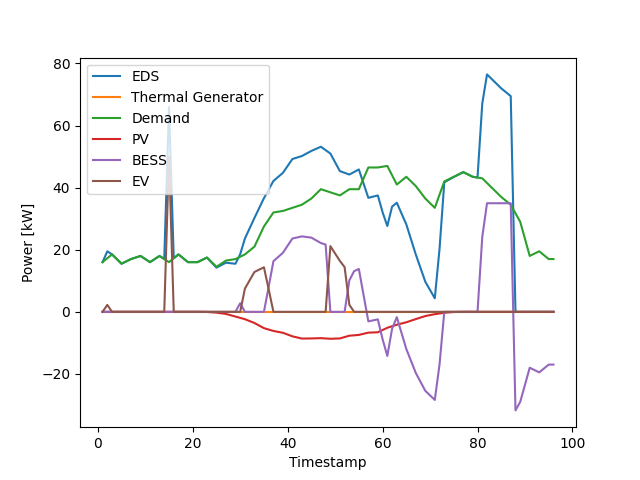 80
60
40
20
0
−20
Power [kW]
EDS
Thermal Generator
Demand
PV
BESS
EV
0 20 40 60 80 100
Timestamp